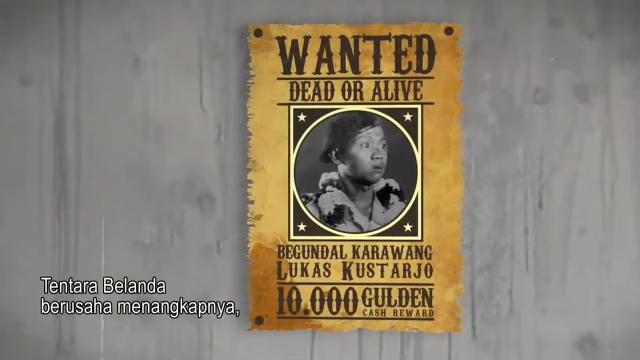 WANTED
DEAD OR ALIVE
BEGUNDAL KARAWANG
LUKAS KUSTARJO
10.000 GULDEN
CASH REWARD
Tentara Belanda
berusaha menangkapnya,